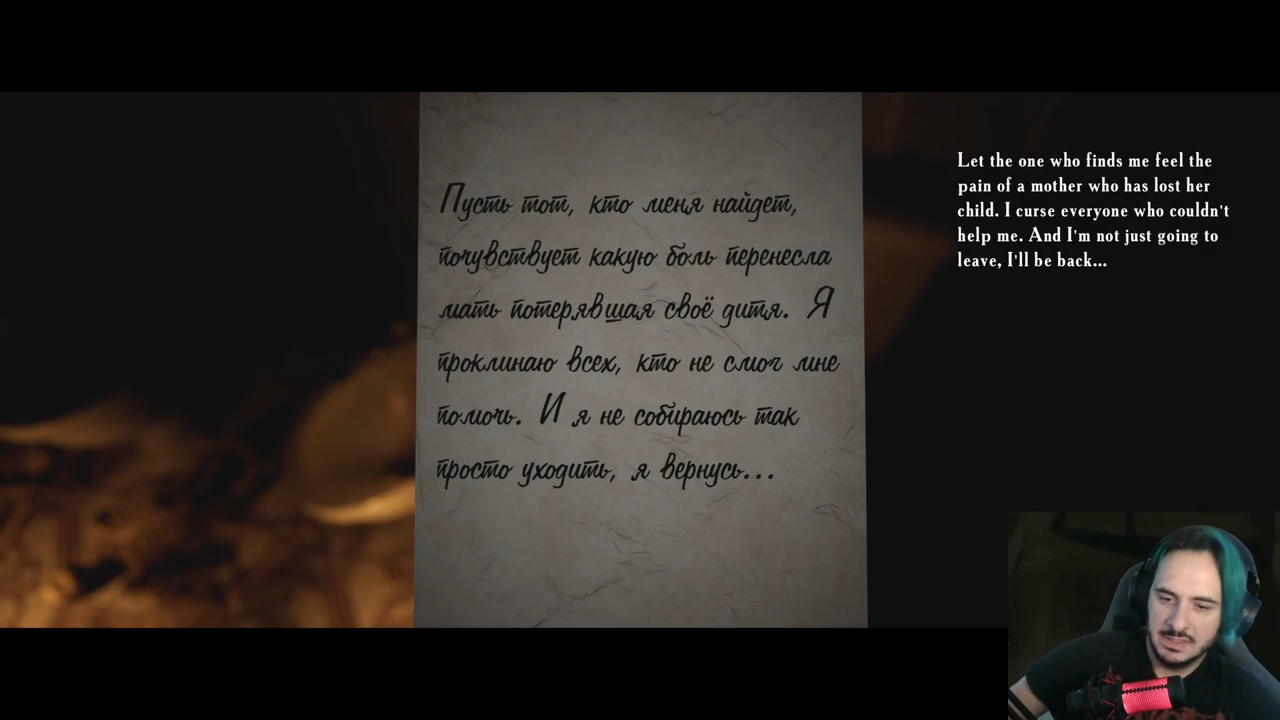 Пусть тот, кто меня найдет,
почувствует какую боль перенесла
мать потерявшая своё дитя. Я
проклинаю всех, кто не смог мне
помочь. И я не собираюсь так
просто уходить, я вернусь...
Let the one who finds me feel the
pain of a mother who has lost her
child. I curse everyone who couldn't
help me. And I'm not just going to
leave, I'll be back...